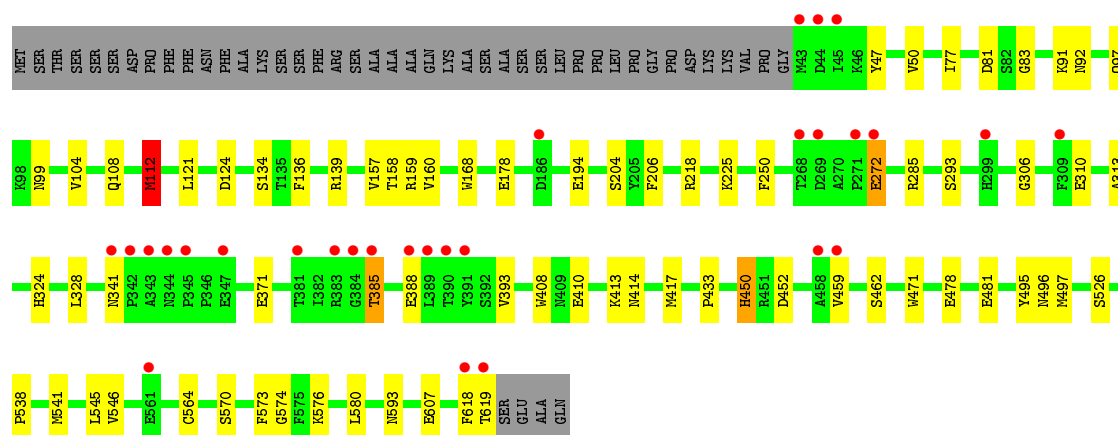 MET SER THR SER SER SER ASP PRO PHE PHE ASN PHE ALA LYS SER SER PHE ARG SER ALA ALA ALA GLN LYS ALA SER ALA SER SER LEU PRO PRO LEU PRO GLY PRO ASP LYS LYS VAL PRO GLY M43 D44 I45 K46 Y47 V50 I77 D81 S82 G83 K91 N92
K98 N99 V104 Q108 M112 L121 D124 S134 T135 F136 R139 V157 T158 R159 V160 W168 E178 D186 E194 S204 Y205 F206 R218 K225 F250 T268 D269 A270 P271 E272 R285 S293 H299 G306 F309 E310
H324 L328 N341 P342 A343 N344 P345 P346 E347 E371 T381 I382 R383 G384 T385 E388 L389 T390 Y391 S392 V393 W408 N409 E410 K413 N414 M417 P433 H450 R451 D452 A458 V459 S462 W471 E478 E481 Y495 N496 M497 S526
P538 M541 L545 V546 E561 C564 S570 F573 G574 F575 K576 L580 N593 E607 F618 T619 SER GLU ALA GLN